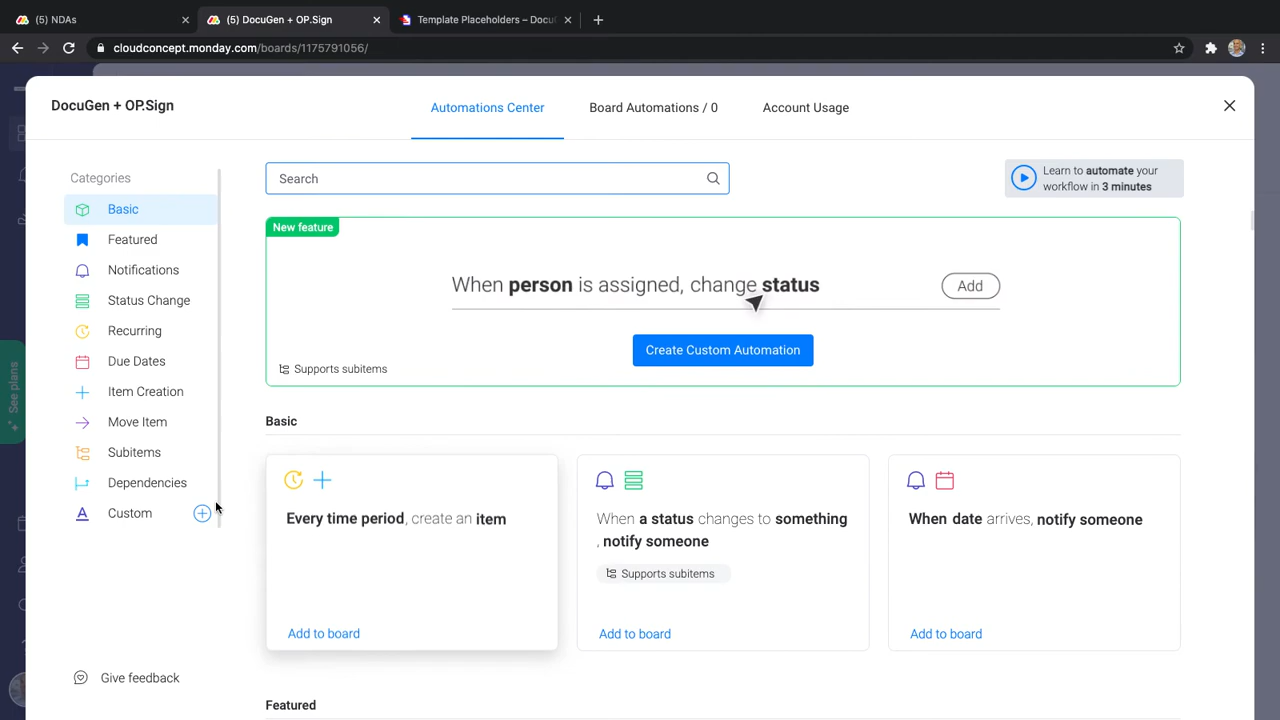 (5) NDAs
(5) DocuGen + OP.Sign
Template Placeholders – Docu
cloudconcept.monday.com/boards/1175791056/
DocuGen + OP.Sign
Automations Center
Board Automations / 0
Account Usage
Categories
Basic
Featured
Notifications
Status Change
Recurring
Due Dates
Item Creation
Move Item
Subitems
Dependencies
Custom
Give feedback
See plans
Search
Learn to automate your
workflow in 3 minutes
New feature
When person is assigned, change status
Add
Create Custom Automation
Supports subitems
Basic
Every time period, create an item
Add to board
When a status changes to something
, notify someone
Supports subitems
Add to board
When date arrives, notify someone
Add to board
Featured